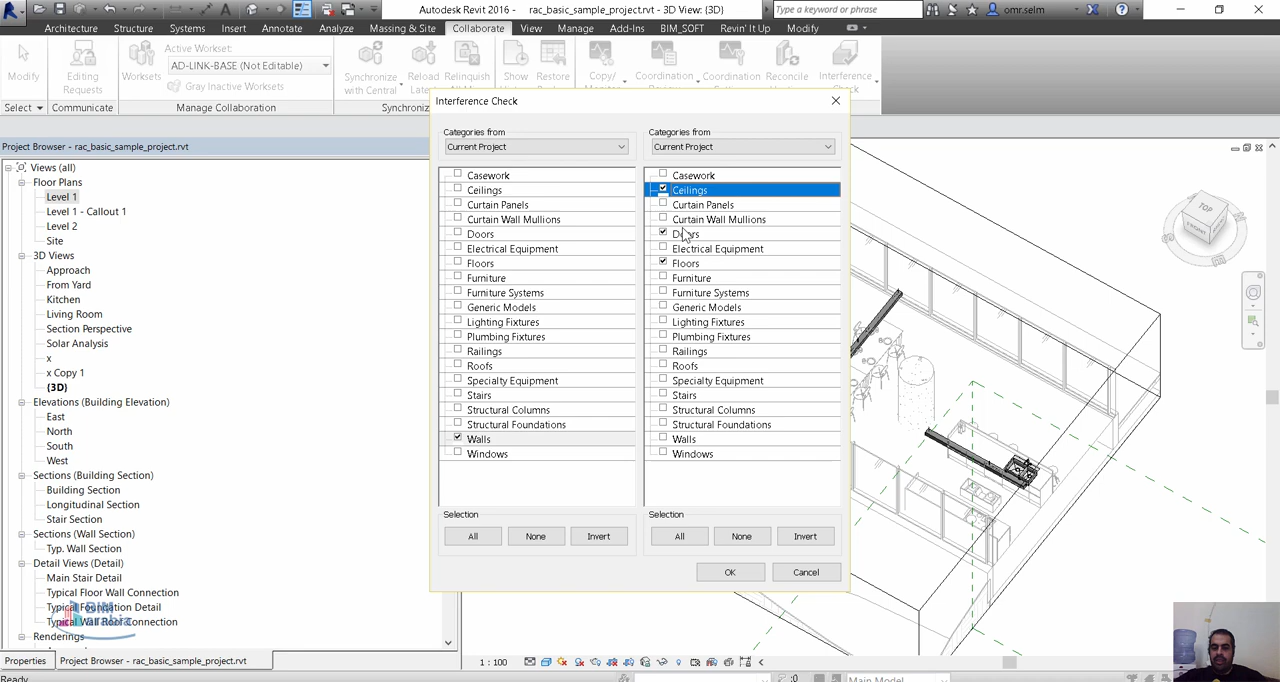 Autodesk Revit 2016 - rac_basic_sample_project.rvt - 3D View: {3D}
Type a keyword or phrase
omr.selm
Architecture Structure Systems Insert Annotate Analyze Massing & Site Collaborate View Manage Add-Ins BIM_SOFT Revin' It Up Modify
Modify
Editing
Requests
Worksets
Active Workset:
AD-LINK-BASE (Not Editable)
Gray Inactive Worksets
Synchronize
with Central
Reload
Relinquish
Show
Restore
Copy/
Coordination
Coordination
Reconcile
Interference
Select
Communicate
Manage Collaboration
Project Browser - rac_basic_sample_project.rvt
Views (all)
Floor Plans
Level 1
Level 1 - Callout 1
Level 2
Site
3D Views
Approach
From Yard
Kitchen
Living Room
Section Perspective
Solar Analysis
x
x Copy 1
{3D}
Elevations (Building Elevation)
East
North
South
West
Sections (Building Section)
Building Section
Longitudinal Section
Stair Section
Sections (Wall Section)
Typ. Wall Section
Detail Views (Detail)
Main Stair Detail
Typical Floor Wall Connection
Typical Foundation Detail
Typical Wall Roof Connection
Renderings
Properties
Project Browser - rac_basic_sample_project.rvt
Ready
Interference Check
Categories from
Current Project
Casework
Ceilings
Curtain Panels
Curtain Wall Mullions
Doors
Electrical Equipment
Floors
Furniture
Furniture Systems
Generic Models
Lighting Fixtures
Plumbing Fixtures
Railings
Roofs
Specialty Equipment
Stairs
Structural Columns
Structural Foundations
Walls
Windows
Selection
All
None
Invert
Categories from
Current Project
Casework
Ceilings
Curtain Panels
Curtain Wall Mullions
Doors
Electrical Equipment
Floors
Furniture
Furniture Systems
Generic Models
Lighting Fixtures
Plumbing Fixtures
Railings
Roofs
Specialty Equipment
Stairs
Structural Columns
Structural Foundations
Walls
Windows
Selection
All
None
Invert
OK
Cancel
TOP
FRONT
1 : 100
:0
Main Model